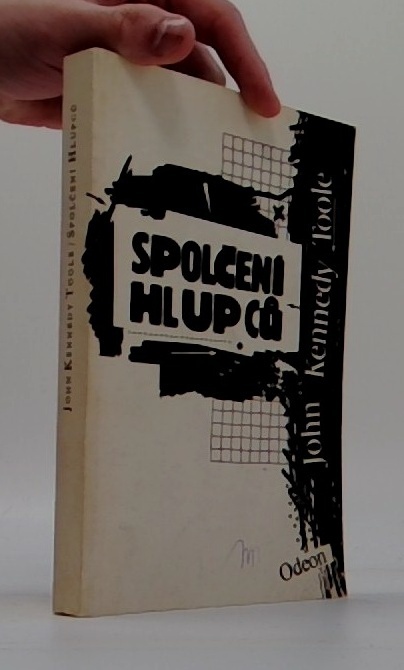 JOHN KENNEDY TOOLE / SPOLČENÍ HLUPCŮ
SPOLČENÍ
HLUPCŮ
John Kennedy Toole
Odeon